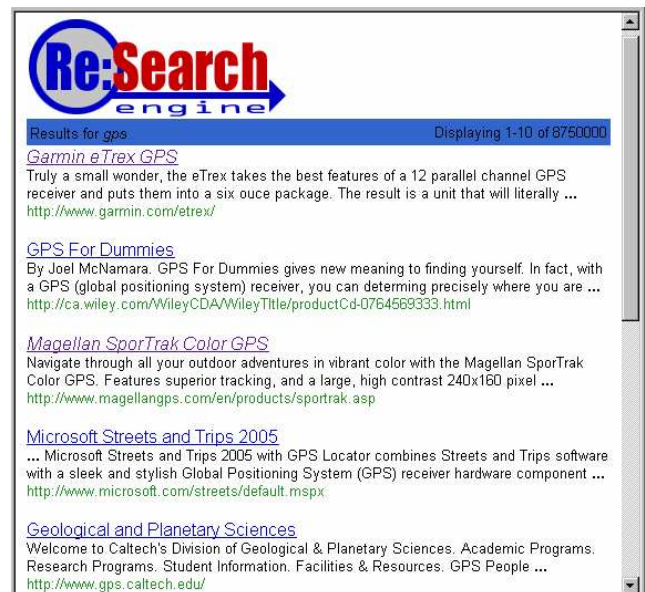 Re:Search
engine
Results for gps Displaying 1-10 of 8750000
Garmin eTrex GPS
Truly a small wonder, the eTrex takes the best features of a 12 parallel channel GPS
receiver and puts them into a six ouce package. The result is a unit that will literally ...
http://www.garmin.com/etrex/
GPS For Dummies
By Joel McNamara. GPS For Dummies gives new meaning to finding yourself. In fact, with
a GPS (global positioning system) receiver, you can determing precisely where you are ...
http://ca.wiley.com/WileyCDA/WileyTItle/productCd-0764569333.html
Magellan SporTrak Color GPS
Navigate through all your outdoor adventures in vibrant color with the Magellan SporTrak
Color GPS. Features superior tracking, and a large, high contrast 240x160 pixel ...
http://www.magellangps.com/en/products/sportrak.asp
Microsoft Streets and Trips 2005
... Microsoft Streets and Trips 2005 with GPS Locator combines Streets and Trips software
with a sleek and stylish Global Positioning System (GPS) receiver hardware component ...
http://www.microsoft.com/streets/default.mspx
Geological and Planetary Sciences
Welcome to Caltech's Division of Geological & Planetary Sciences. Academic Programs.
Research Programs. Student Information. Facilities & Resources. GPS People ...
http://www.gps.caltech.edu/